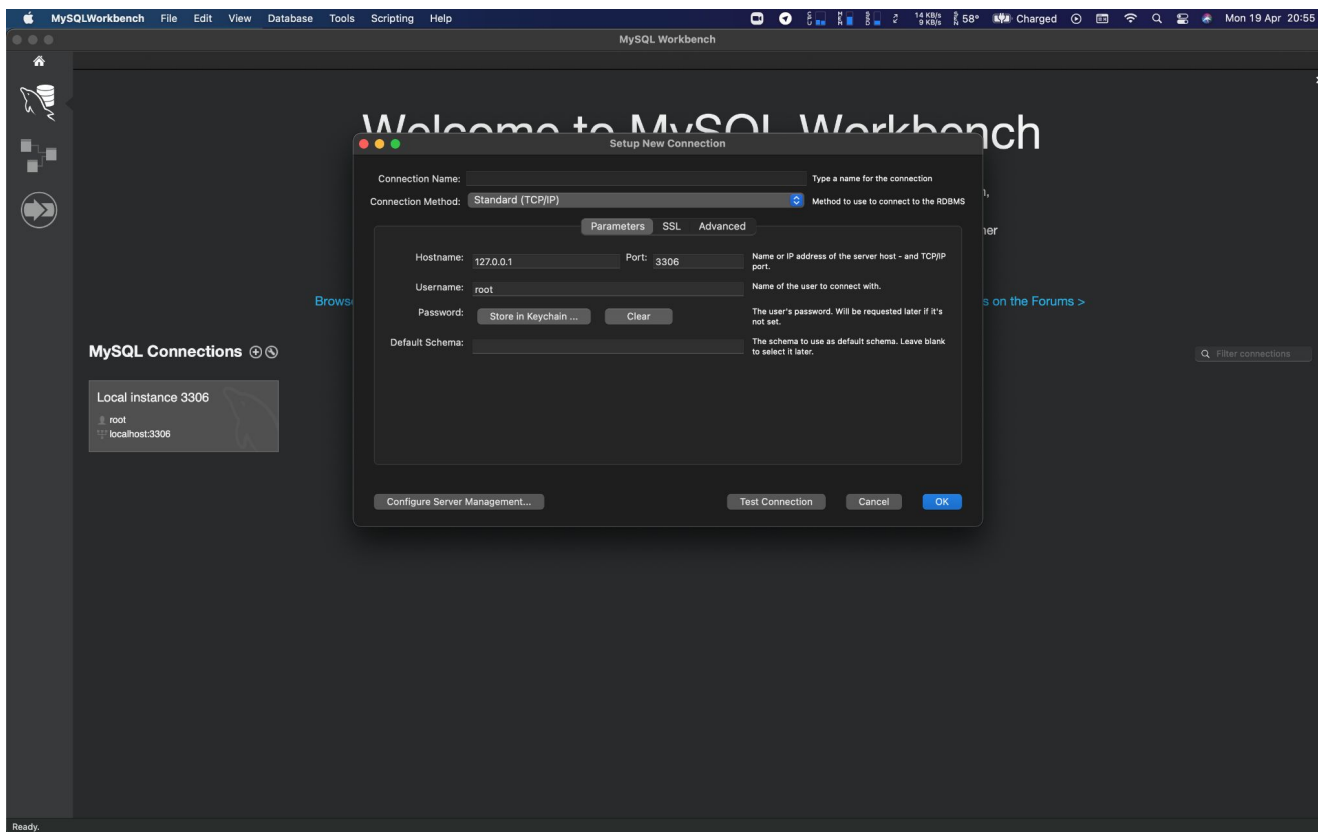 MySQLWorkbench File Edit View Database Tools Scripting Help 14 KB/s 9 KB/s 58° Charged Mon 19 Apr 20:55
MySQL Workbench
Welcome to MySQL Workbench
Setup New Connection
Connection Name: Type a name for the connection
Connection Method: Standard (TCP/IP) Method to use to connect to the RDBMS
Parameters SSL Advanced
Hostname: 127.0.0.1 Port: 3306 Name or IP address of the server host - and TCP/IP
port.
Username: root Name of the user to connect with.
Password: Store in Keychain ... Clear The user's password. Will be requested later if it's
not set.
Default Schema: The schema to use as default schema. Leave blank
to select it later.
Configure Server Management... Test Connection Cancel OK
Brows
s on the Forums >
MySQL Connections
Filter connections
Local instance 3306
root
localhost:3306
Ready.